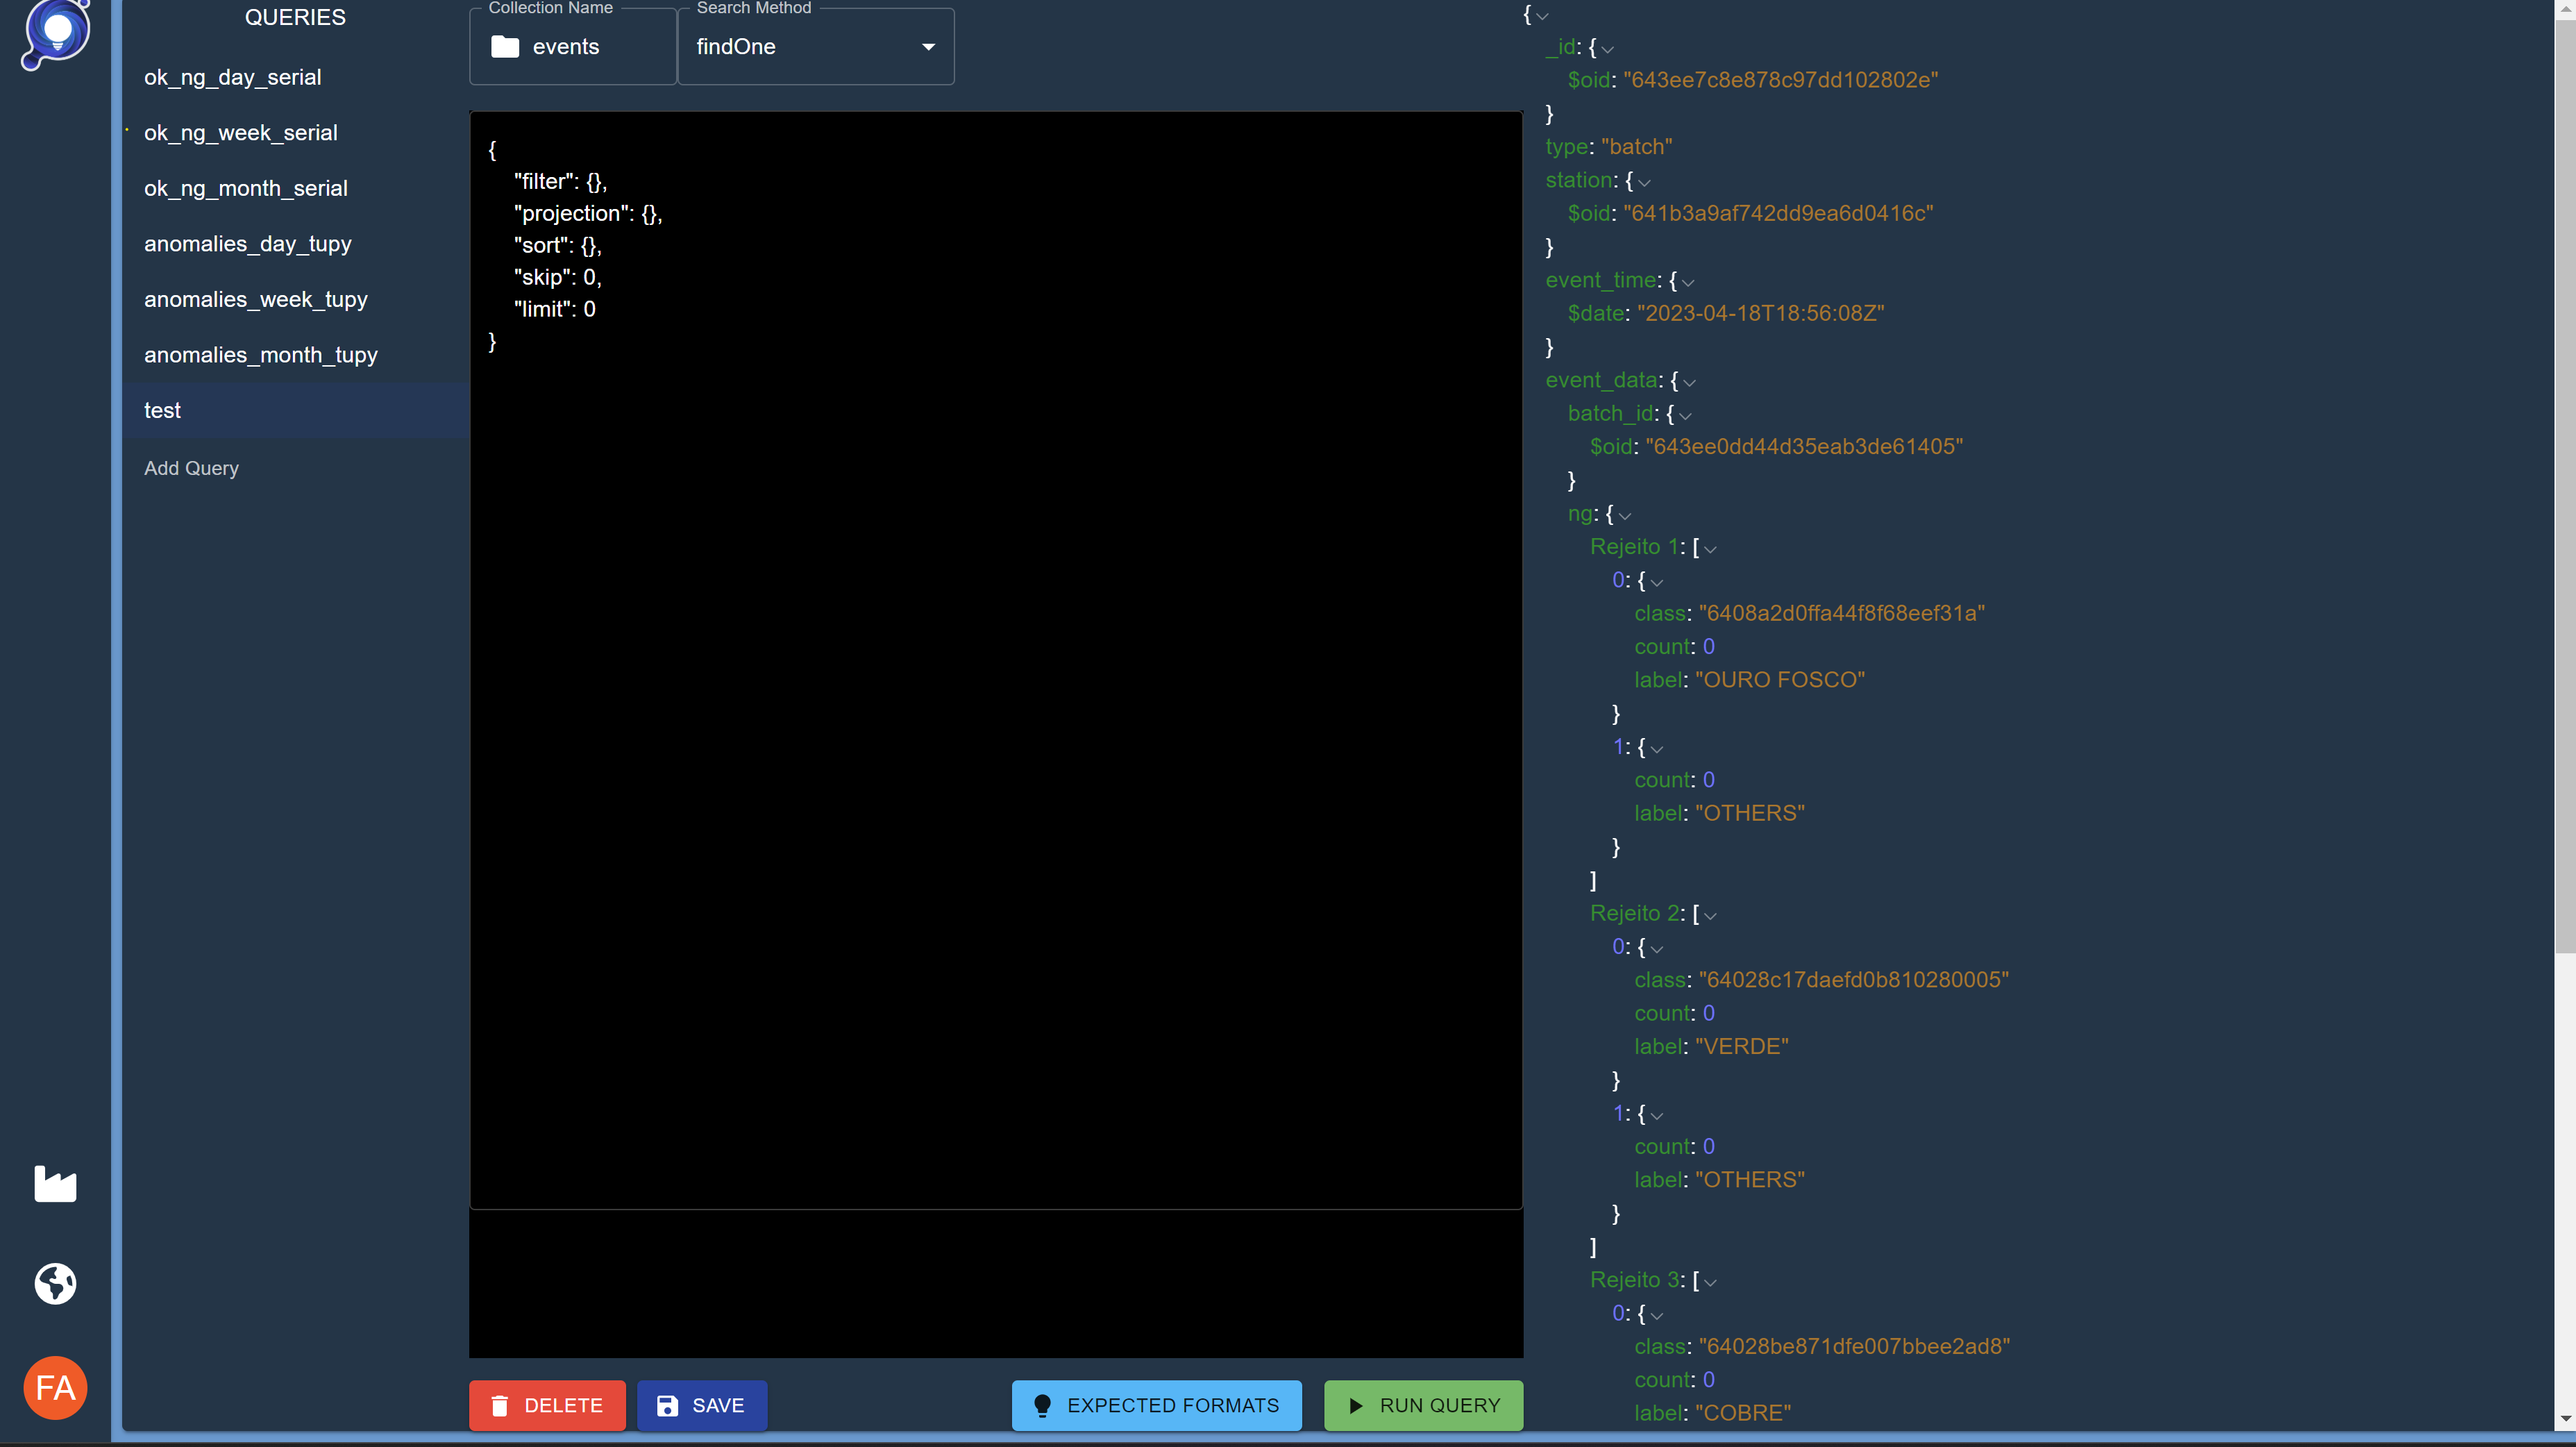 QUERIES
ok_ng_day_serial
ok_ng_week_serial
ok_ng_month_serial
anomalies_day_tupy
anomalies_week_tupy
anomalies_month_tupy
test
Add Query
FA
Collection Name
events
Search Method
findOne
{
"filter": {},
"projection": {},
"sort": {},
"skip": 0,
"limit": 0
}
DELETE
SAVE
EXPECTED FORMATS
RUN QUERY
{
_id: {
$oid: "643ee7c8e878c97dd102802e"
}
type: "batch"
station: {
$oid: "641b3a9af742dd9ea6d0416c"
}
event_time: {
$date: "2023-04-18T18:56:08Z"
}
event_data: {
batch_id: {
$oid: "643ee0dd44d35eab3de61405"
}
ng: {
Rejeito 1: [
0: {
class: "6408a2d0ffa44f8f68eef31a"
count: 0
label: "OURO FOSCO"
}
1: {
count: 0
label: "OTHERS"
}
]
Rejeito 2: [
0: {
class: "64028c17daefd0b810280005"
count: 0
label: "VERDE"
}
1: {
count: 0
label: "OTHERS"
}
]
Rejeito 3: [
0: {
class: "64028be871dfe007bbee2ad8"
count: 0
label: "COBRE"